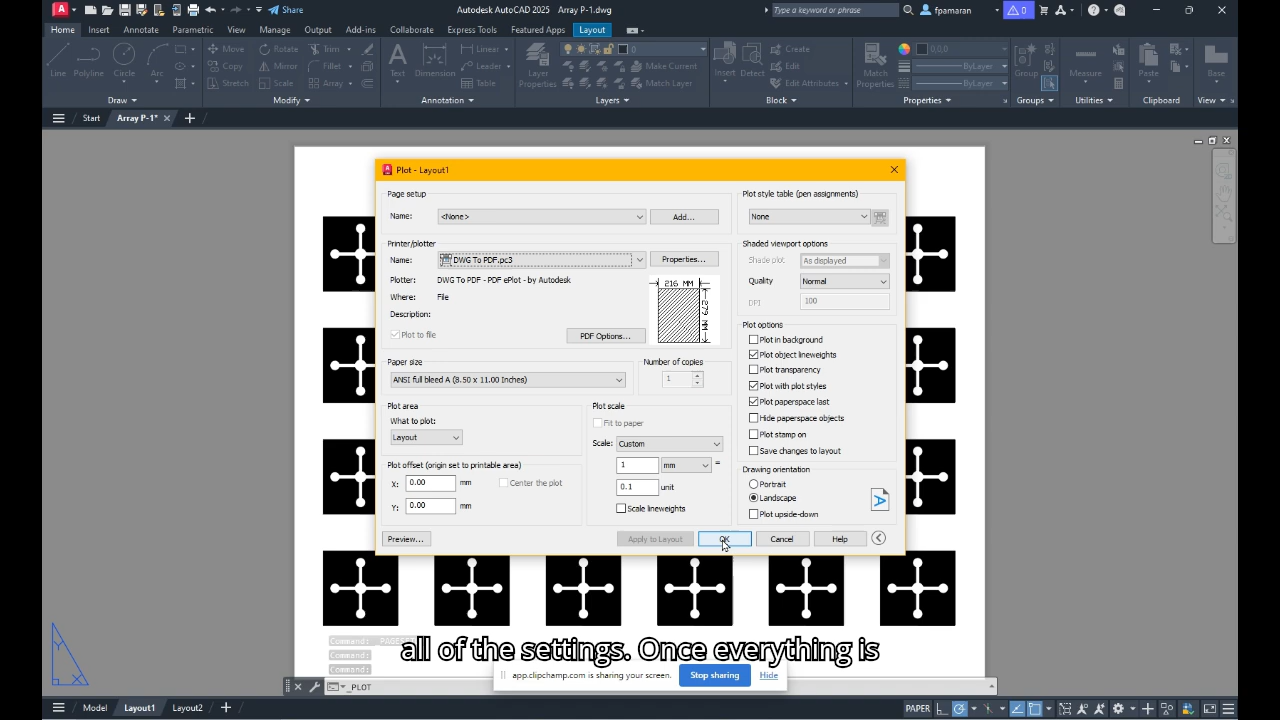 Share
Autodesk AutoCAD 2025 Array P-1.dwg
Type a keyword or phrase
fpamaran
0
Home Insert Annotate Parametric View Manage Output Add-ins Collaborate Express Tools Featured Apps Layout
Line Polyline Circle Arc
Move Rotate Trim
Copy Mirror Fillet
Stretch Scale Array
Text Dimension
Linear
Leader
Table
Layer Properties
0
Make Current
Match Layer
Insert Detect
Create
Edit
Edit Attributes
Match Properties
0,0,0
ByLayer
ByLayer
Group
Measure
Paste
Base
Draw Modify Annotation Layers Block Properties Groups Utilities Clipboard View
Start Array P-1*
Plot - Layout1
Page setup
Name: <None> Add...
Printer/plotter
Name: DWG To PDF.pc3 Properties...
Plotter: DWG To PDF - PDF ePlot - by Autodesk
Where: File
Description:
Plot to file
PDF Options...
216 MM
279 MM
Paper size
ANSI full bleed A (8.50 x 11.00 Inches)
Number of copies
1
Plot area
What to plot:
Layout
Plot scale
Fit to paper
Scale: Custom
1 mm =
0.1 unit
Scale lineweights
Plot offset (origin set to printable area)
X: 0.00 mm Center the plot
Y: 0.00 mm
Plot style table (pen assignments)
None
Shaded viewport options
Shade plot As displayed
Quality Normal
DPI 100
Plot options
Plot in background
Plot object lineweights
Plot transparency
Plot with plot styles
Plot paperspace last
Hide paperspace objects
Plot stamp on
Save changes to layout
Drawing orientation
Portrait
Landscape
Plot upside-down
A
Preview... Apply to Layout OK Cancel Help
Command:
Command:
Command:
all of the settings. Once everything is
app.clipchamp.com is sharing your screen. Stop sharing Hide
_PLOT
Y
X
Model Layout1 Layout2
PAPER